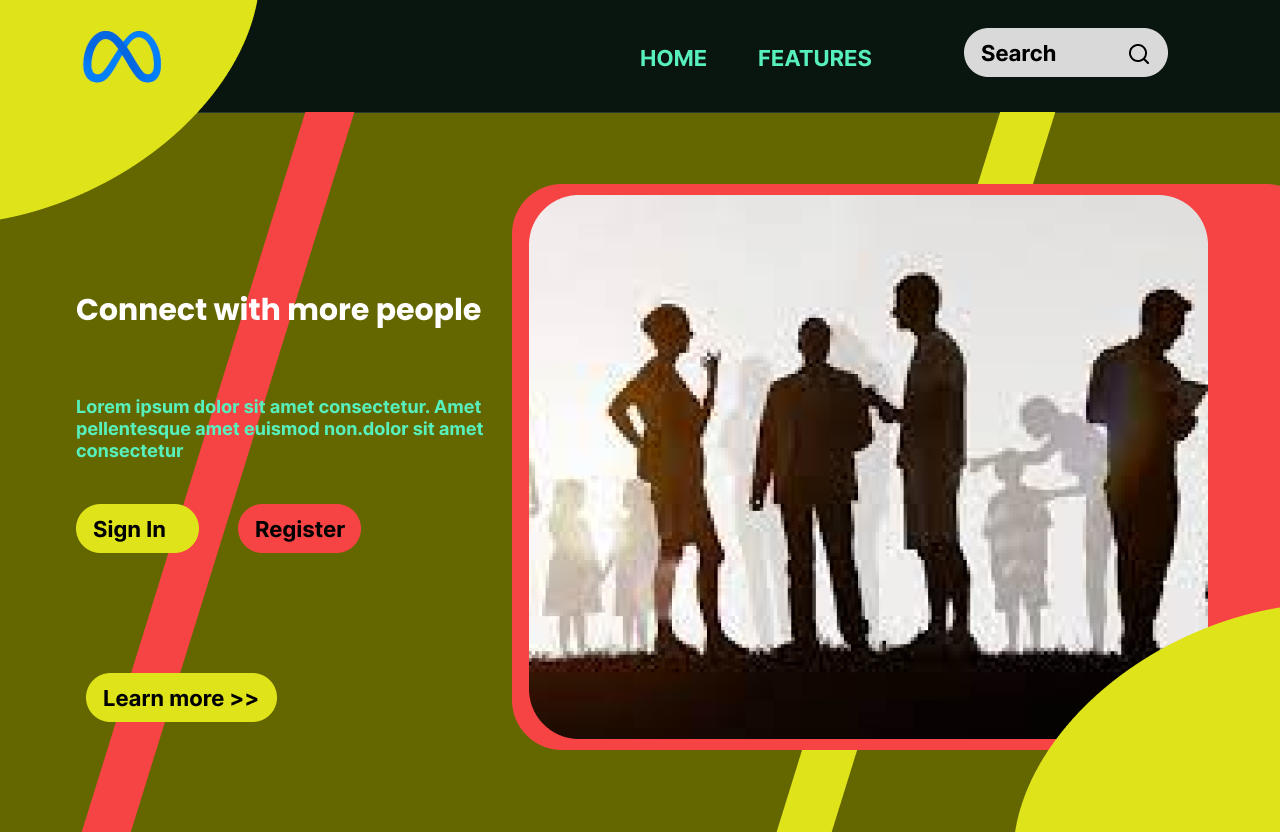 HOME
FEATURES
Search
Connect with more people
Lorem ipsum dolor sit amet consectetur. Amet
pellentesque amet euismod non.dolor sit amet
consectetur
Sign In
Register
Learn more >>